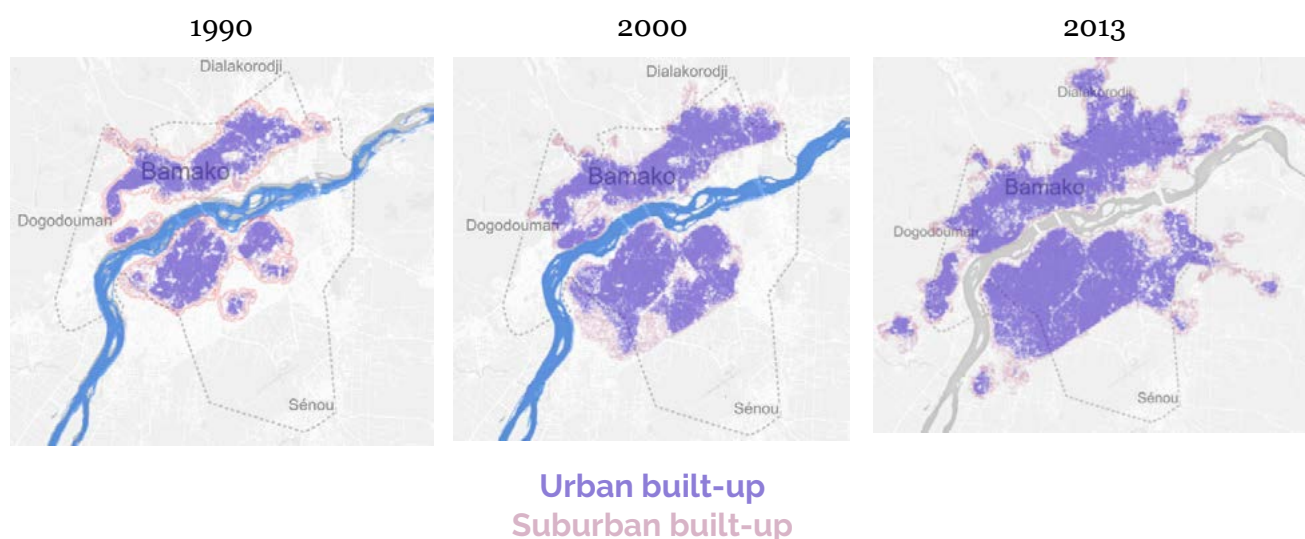 1990
2000
2013
Dialakorodji
Bamako
Dogodouman
Sénou
Dialakorodji
Bamako
Dogodouman
Sénou
Dialakorodji
Bamako
Dogodouman
Sénou
Urban built-up
Suburban built-up